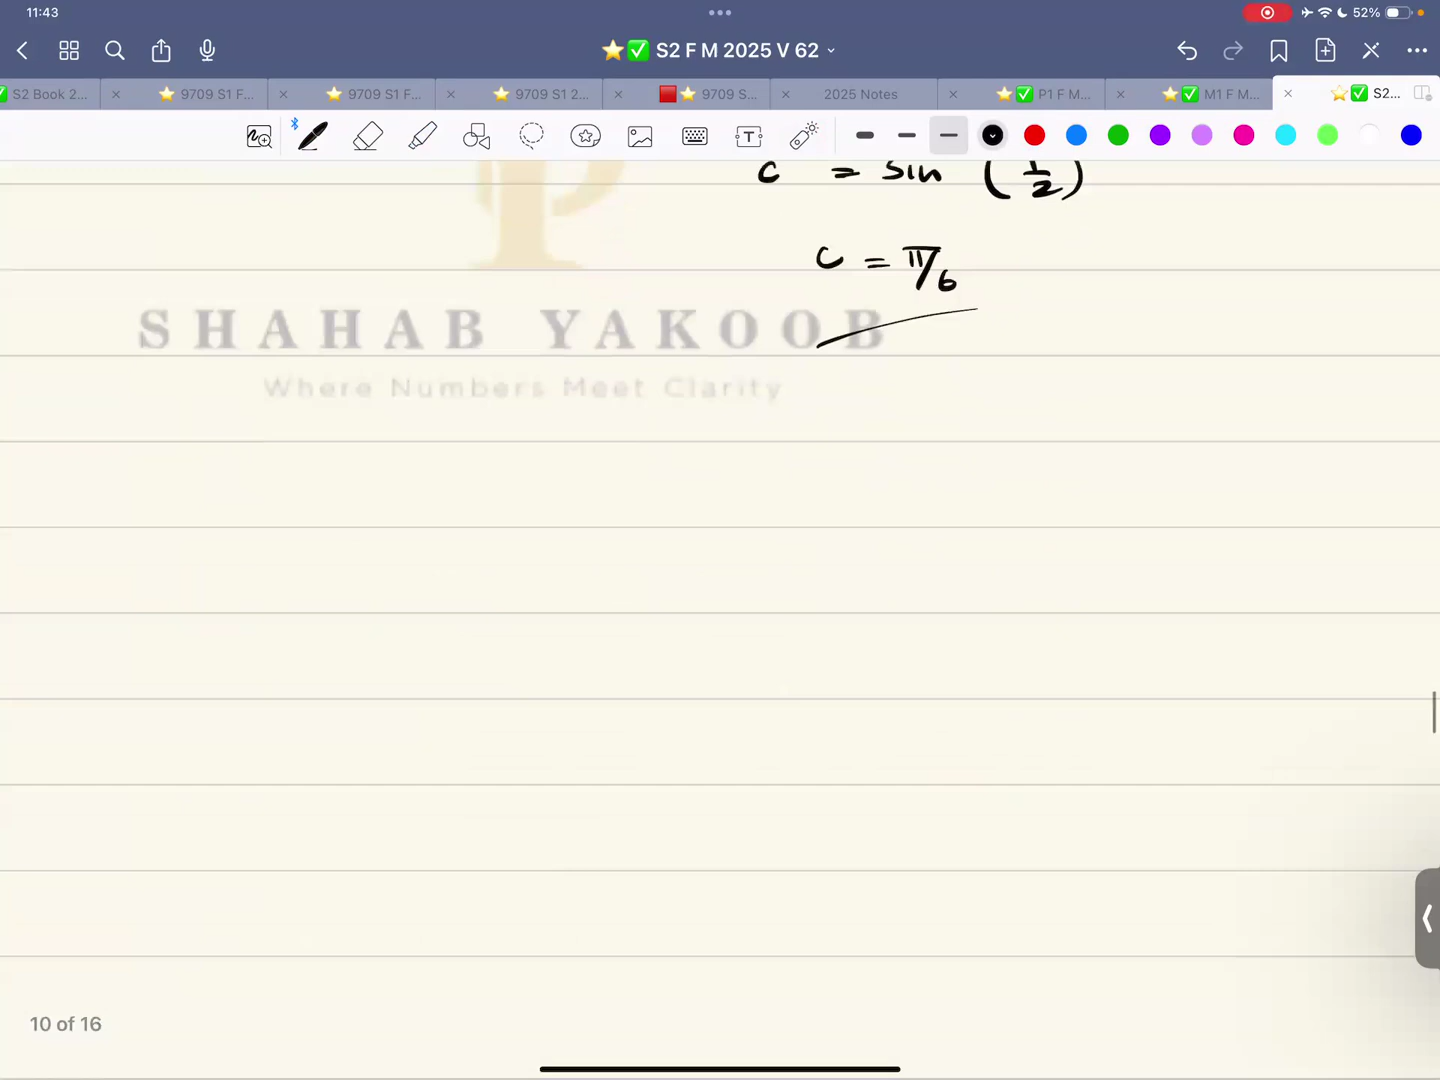 11:43
52%
S2 F M 2025 V 62
S2 Book 2...
9709 S1 F...
9709 S1 F...
9709 S1 2...
9709 S...
2025 Notes
P1 F M...
M1 F M...
S2...
T
c = sin (1/2)
c = π/6
SHAHAB YAKOOB
Where Numbers Meet Clarity
10 of 16